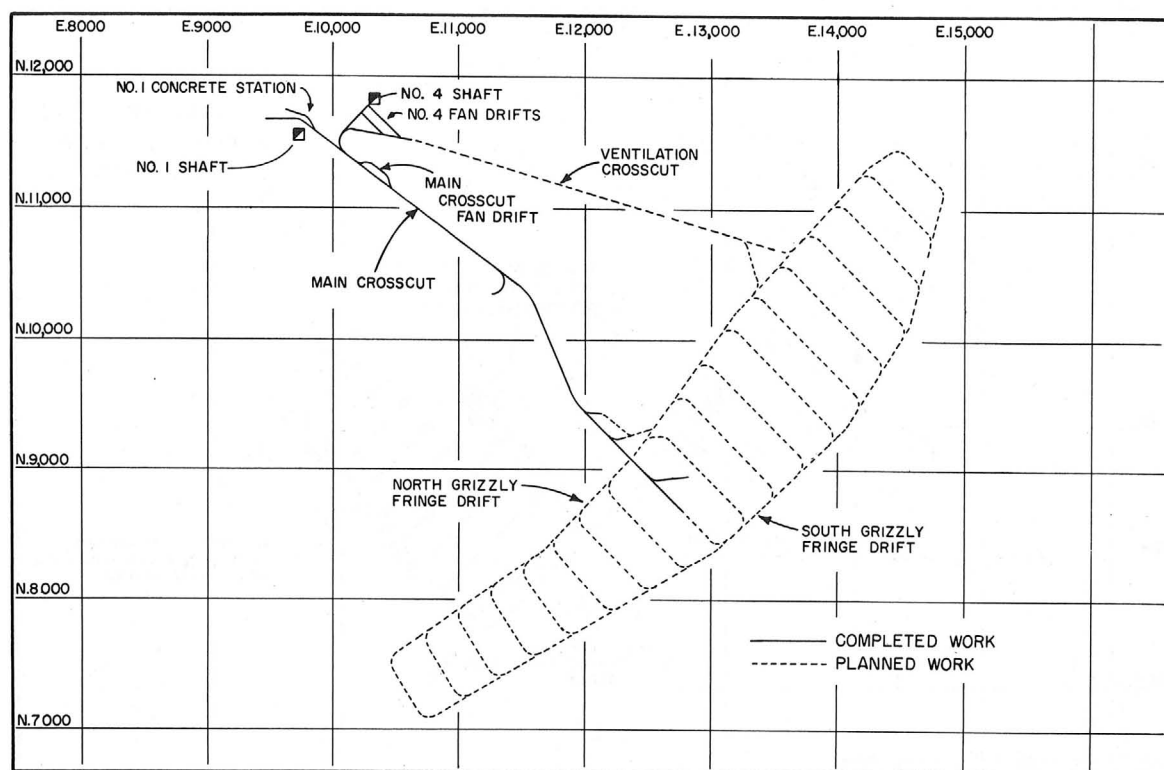 E.8000
E.9000
E.10,000
E.11,000
E.12,000
E.13,000
E.14,000
E.15,000
N.12,000
NO. 1 CONCRETE STATION
NO. 4 SHAFT
NO. 4 FAN DRIFTS
NO. 1 SHAFT
VENTILATION
CROSSCUT
MAIN
CROSSCUT
FAN DRIFT
N.11,000
MAIN CROSSCUT
N.10,000
N.9000
NORTH GRIZZLY
FRINGE DRIFT
SOUTH GRIZZLY
FRINGE DRIFT
N.8000
COMPLETED WORK
PLANNED WORK
N.7000